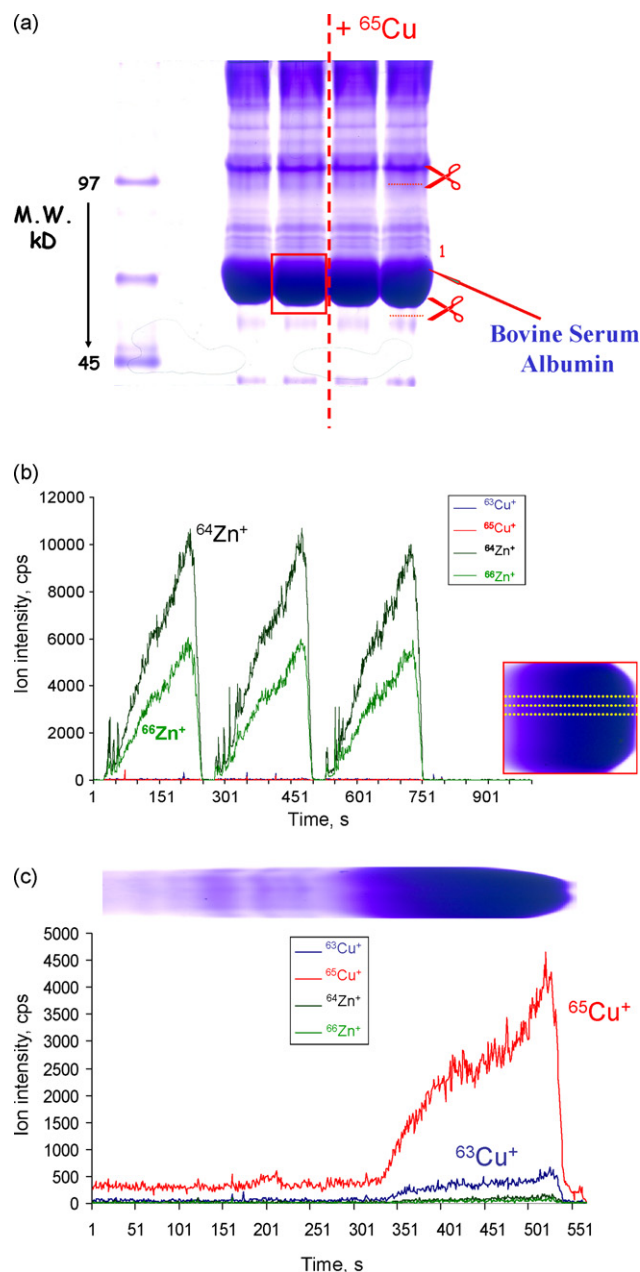 (a)
+ ⁶⁵Cu
97
M.W.
kD
1
45
Bovine Serum
Albumin
(b)
12000
10000
8000
6000
4000
2000
0
Ion intensity, cps
⁶⁴Zn⁺
⁶⁶Zn⁺
⁶³Cu⁺
⁶⁵Cu⁺
⁶⁴Zn⁺
⁶⁶Zn⁺
1 151 301 451 601 751 901
Time, s
(c)
5000
4500
4000
3500
3000
2500
2000
1500
1000
500
0
Ion intensity, cps
⁶³Cu⁺
⁶⁵Cu⁺
⁶⁴Zn⁺
⁶⁶Zn⁺
⁶⁵Cu⁺
⁶³Cu⁺
1 51 101 151 201 251 301 351 401 451 501 551
Time, s